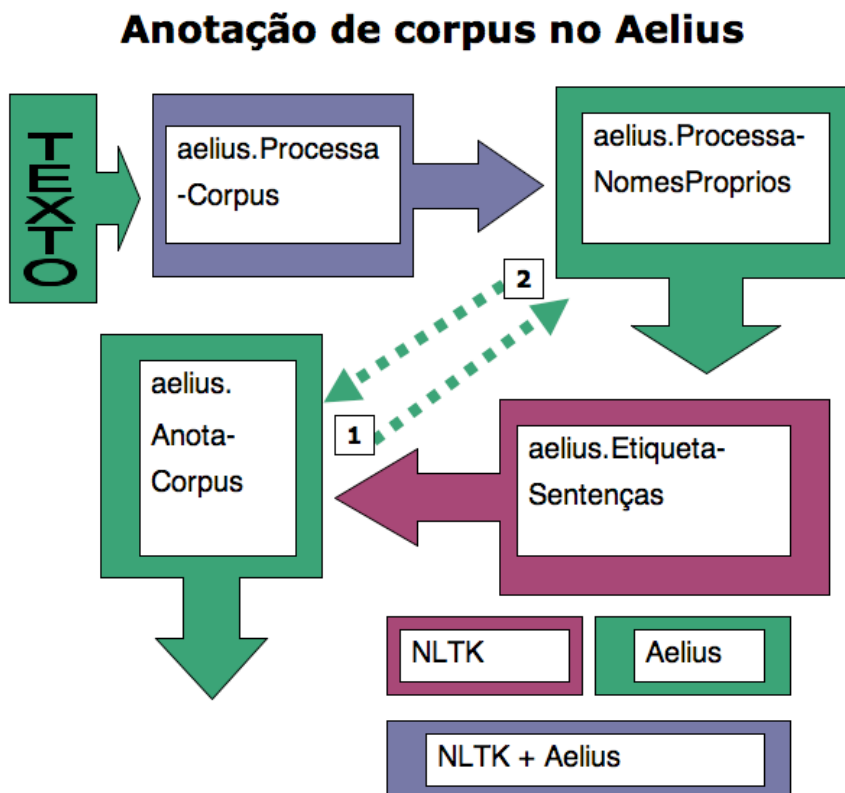 Anotação de corpus no Aelius
TEXTO
aelius.Processa
-Corpus
aelius.Processa-
NomesProprios
2
1
aelius.
Anota-
Corpus
aelius.Etiqueta-
Sentenças
NLTK
Aelius
NLTK + Aelius